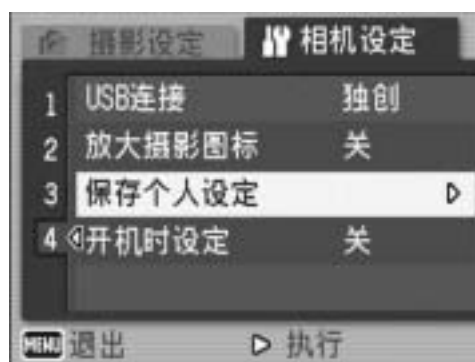 摄影设定 相机设定
1 USB连接 独创
2 放大摄影图标 关
3 保存个人设定
4 开机时设定 关
MENU 退出 执行